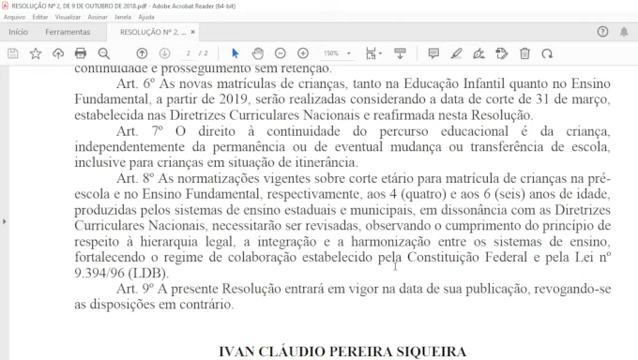 RESOLUÇÃO Nº 2, DE 9 DE OUTUBRO DE 2018.pdf - Adobe Acrobat Reader (64-bit)
Arquivo Editar Visualizar Assinar Janela Ajuda
Início Ferramentas RESOLUÇÃO Nº 2, ... ×
2 / 2 150%
continuidade e prosseguimento sem retenção.
Art. 6º As novas matrículas de crianças, tanto na Educação Infantil quanto no Ensino
Fundamental, a partir de 2019, serão realizadas considerando a data de corte de 31 de março,
estabelecida nas Diretrizes Curriculares Nacionais e reafirmada nesta Resolução.
Art. 7º O direito à continuidade do percurso educacional é da criança,
independentemente da permanência ou de eventual mudança ou transferência de escola,
inclusive para crianças em situação de itinerância.
Art. 8º As normatizações vigentes sobre corte etário para matrícula de crianças na pré-
escola e no Ensino Fundamental, respectivamente, aos 4 (quatro) e aos 6 (seis) anos de idade,
produzidas pelos sistemas de ensino estaduais e municipais, em dissonância com as Diretrizes
Curriculares Nacionais, necessitarão ser revisadas, observando o cumprimento do princípio de
respeito à hierarquia legal, a integração e a harmonização entre os sistemas de ensino,
fortalecendo o regime de colaboração estabelecido pela Constituição Federal e pela Lei nº
9.394/96 (LDB).
Art. 9º A presente Resolução entrará em vigor na data de sua publicação, revogando-se
as disposições em contrário.
IVAN CLÁUDIO PEREIRA SIQUEIRA